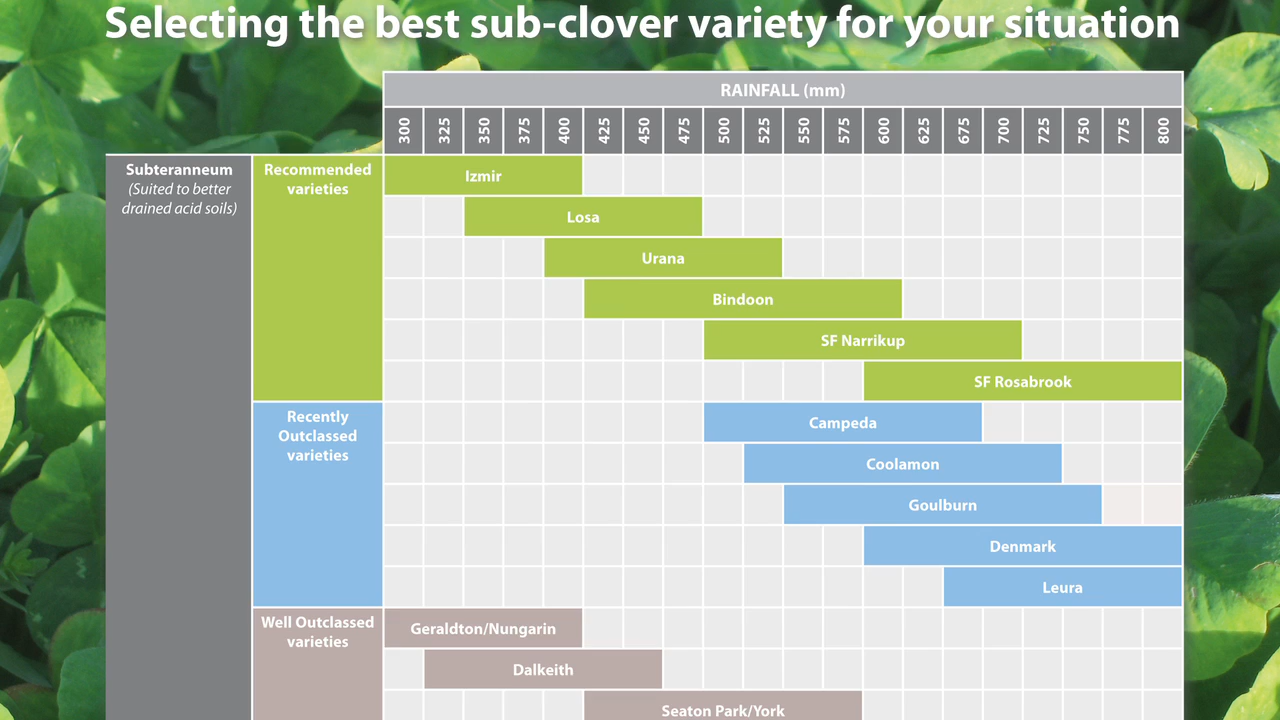 Selecting the best sub-clover variety for your situation
RAINFALL (mm)
300 325 350 375 400 425 450 475 500 525 550 575 600 625 675 700 725 750 775 800
Subteranneum
(Suited to better
drained acid soils)
Recommended
varieties
Izmir
Losa
Urana
Bindoon
SF Narrikup
SF Rosabrook
Recently
Outclassed
varieties
Campeda
Coolamon
Goulburn
Denmark
Leura
Well Outclassed
varieties
Geraldton/Nungarin
Dalkeith
Seaton Park/York